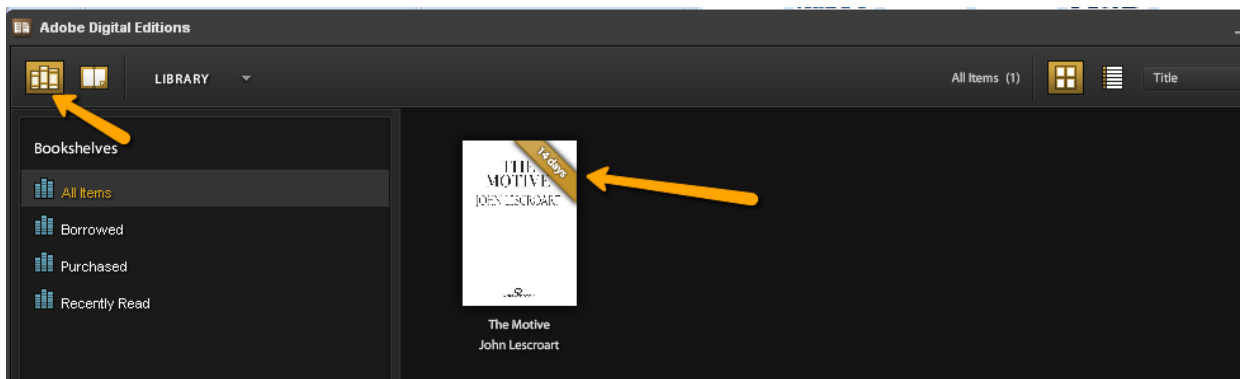 Adobe Digital Editions
LIBRARY
All Items (1)
Title
Bookshelves
All Items
Borrowed
Purchased
Recently Read
14 days
THE
MOTIVE
JOHN LESCROART
The Motive
John Lescroart